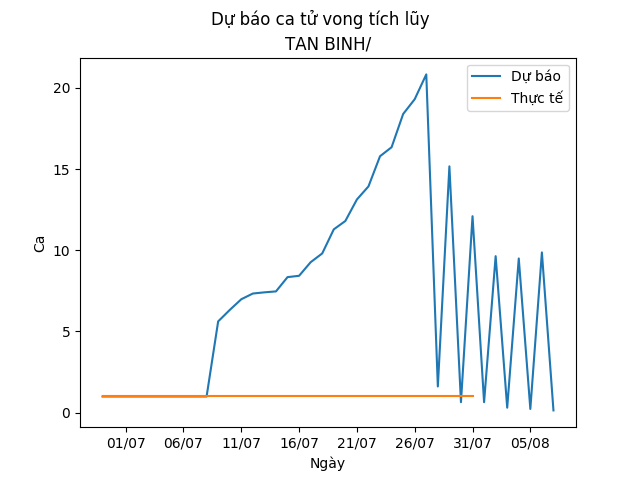 Dự báo ca tử vong tích lũy
TAN BINH/
Dự báo
Thực tế
Ca
20
15
10
5
0
01/07 06/07 11/07 16/07 21/07 26/07 31/07 05/08
Ngày